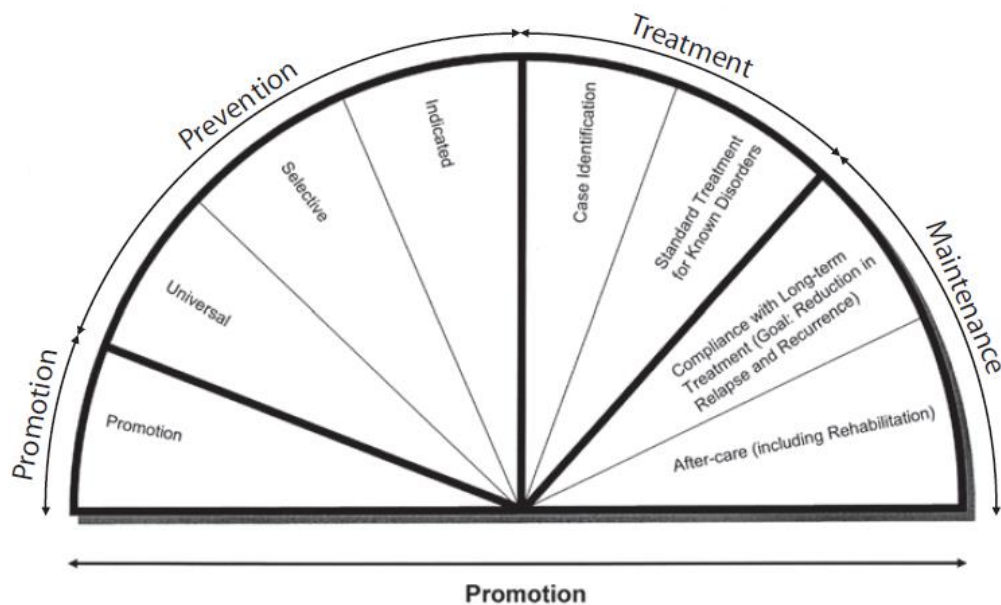 Treatment
Prevention
Maintenance
Promotion
Indicated
Case Identification
Selective
Standard Treatment
for Known Disorders
Universal
Compliance with Long-term
Treatment (Goal: Reduction in
Relapse and Recurrence)
Promotion
After-care (including Rehabilitation)
Promotion